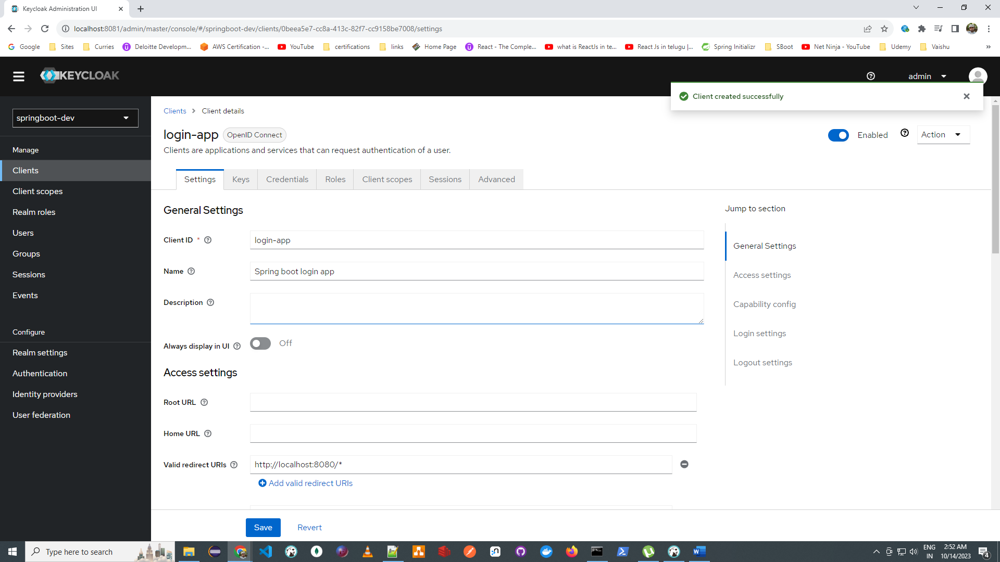 Keycloak Administration UI
localhost:8081/admin/master/console/#/springboot-dev/clients/0beea5e7-cc8a-413c-82f7-cc9158be7008/settings
Google Sites Curries Deloitte Developm... AWS Certification -... YouTube certifications links Home Page React - The Comple... what is ReactJs in te... React Js in telugu |... Spring Initializr SBoot Net Ninja - YouTube Udemy Vaishu »
KEYCLOAK
admin
Client created successfully
springboot-dev
Manage
Clients
Client scopes
Realm roles
Users
Groups
Sessions
Events
Configure
Realm settings
Authentication
Identity providers
User federation
Clients > Client details
login-app OpenID Connect
Enabled
Action
Clients are applications and services that can request authentication of a user.
Settings Keys Credentials Roles Client scopes Sessions Advanced
General Settings
Client ID * login-app
Name Spring boot login app
Description
Always display in UI Off
Access settings
Root URL
Home URL
Valid redirect URIs http://localhost:8080/*
Add valid redirect URIs
Save Revert
Jump to section
General Settings
Access settings
Capability config
Login settings
Logout settings
Type here to search
ENG
IN
2:52 AM
10/14/2023
4